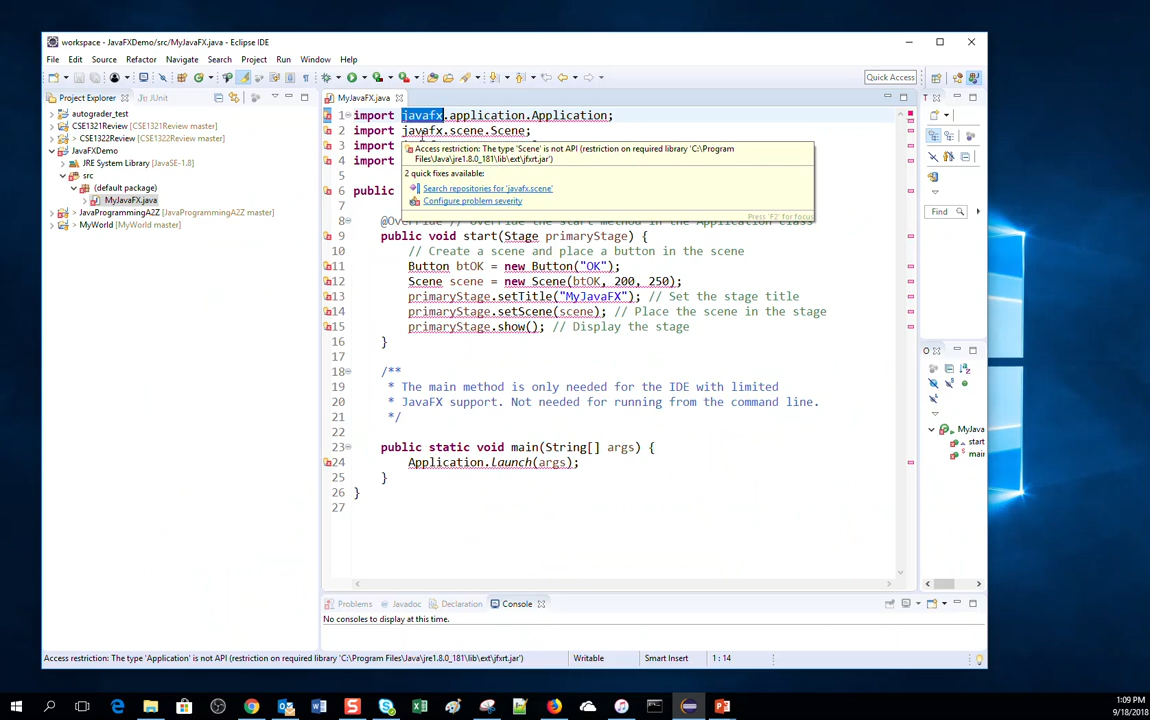 workspace - JavaFXDemo/src/MyJavaFX.java - Eclipse IDE
File Edit Source Refactor Navigate Search Project Run Window Help
Quick Access
Project Explorer
JUnit
MyJavaFX.java
T
autograder_test
CSE1321Review [CSE1321Review master]
> CSE1322Review [CSE1322Review master]
JavaFXDemo
JRE System Library [JavaSE-1.8]
src
(default package)
MyJavaFX.java
> JavaProgrammingA2Z [JavaProgrammingA2Z master]
> MyWorld [MyWorld master]
1 import javafx.application.Application;
2 import javafx.scene.Scene;
3 import
4 import
5
6 public
Access restriction: The type 'Scene' is not API (restriction on required library 'C:\Program
Files\Java\jre1.8.0_181\lib\ext\jfxrt.jar')
2 quick fixes available:
Search repositories for 'javafx.scene'
Configure problem severity
Press 'F2' for focus
8 @Override // Override the start method in the Application class
9 public void start(Stage primaryStage) {
10 // Create a scene and place a button in the scene
11 Button btOK = new Button("OK");
12 Scene scene = new Scene(btOK, 200, 250);
13 primaryStage.setTitle("MyJavaFX"); // Set the stage title
14 primaryStage.setScene(scene); // Place the scene in the stage
15 primaryStage.show(); // Display the stage
16 }
17
18 /**
19 * The main method is only needed for the IDE with limited
20 * JavaFX support. Not needed for running from the command line.
21 */
22
23 public static void main(String[] args) {
24 Application.launch(args);
25 }
26 }
27
Find
O
MyJava
start
main
Problems Javadoc Declaration Console
No consoles to display at this time.
Access restriction: The type 'Application' is not API (restriction on required library 'C:\Program Files\Java\jre1.8.0_181\lib\ext\jfxrt.jar')
Writable
Smart Insert
1 : 14
1:09 PM
9/18/2018